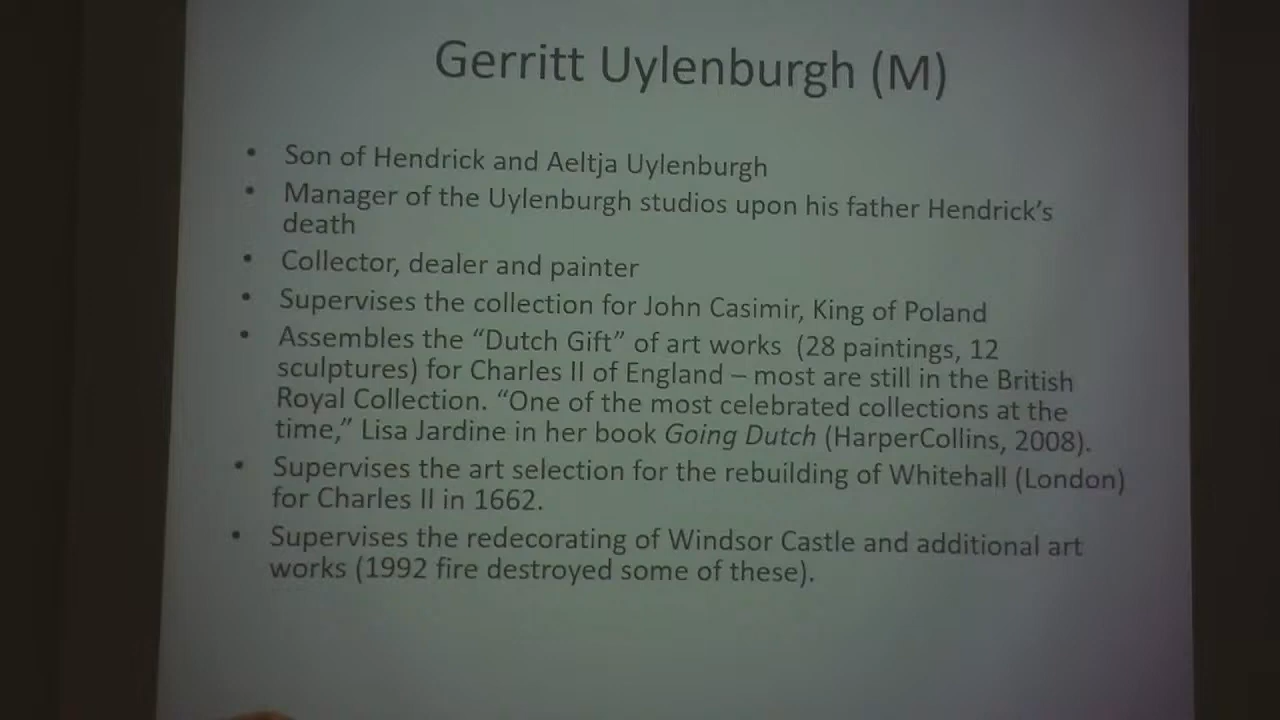 Gerritt Uylenburgh (M)
• Son of Hendrick and Aeltja Uylenburgh
• Manager of the Uylenburgh studios upon his father Hendrick’s
death
• Collector, dealer and painter
• Supervises the collection for John Casimir, King of Poland
• Assembles the “Dutch Gift” of art works (28 paintings, 12
sculptures) for Charles II of England – most are still in the British
Royal Collection. “One of the most celebrated collections at the
time,” Lisa Jardine in her book Going Dutch (HarperCollins, 2008).
• Supervises the art selection for the rebuilding of Whitehall (London)
for Charles II in 1662.
• Supervises the redecorating of Windsor Castle and additional art
works (1992 fire destroyed some of these).